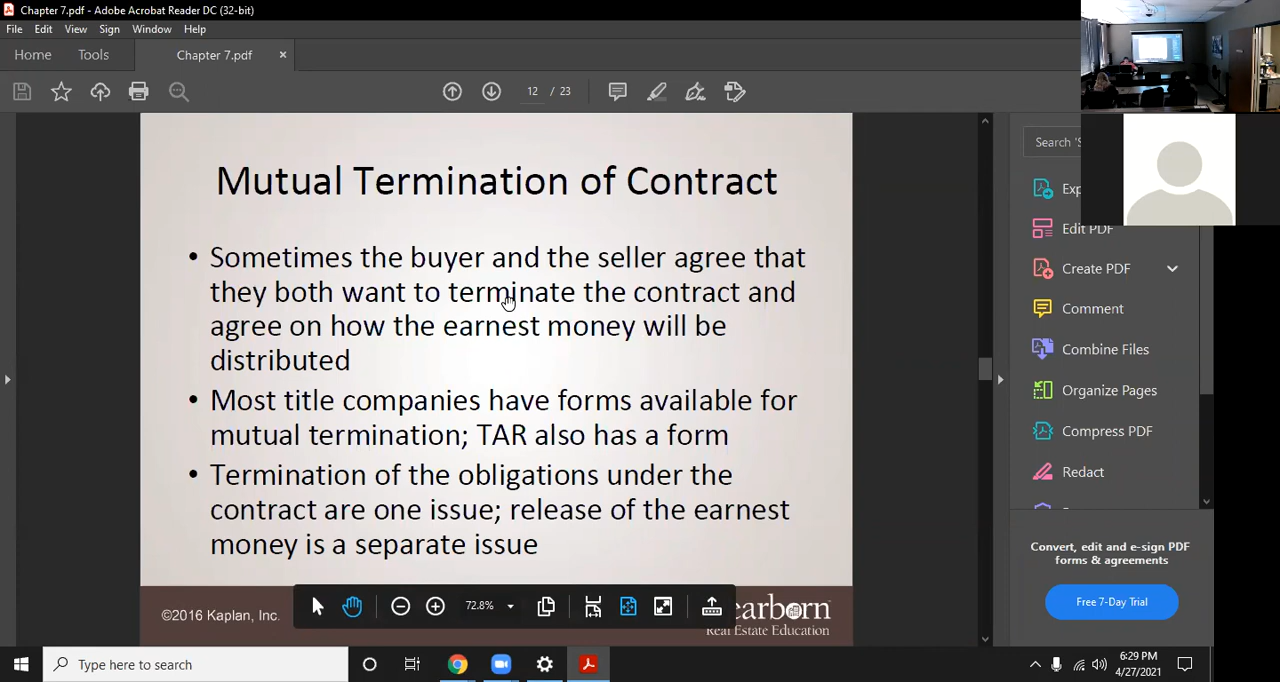 Chapter 7.pdf - Adobe Acrobat Reader DC (32-bit)
File Edit View Sign Window Help
Home Tools Chapter 7.pdf ×
12 / 23
Search 'S
Mutual Termination of Contract
• Sometimes the buyer and the seller agree that
they both want to terminate the contract and
agree on how the earnest money will be
distributed
• Most title companies have forms available for
mutual termination; TAR also has a form
• Termination of the obligations under the
contract are one issue; release of the earnest
money is a separate issue
©2016 Kaplan, Inc.
72.8%
earborn
Real Estate Education
Exp
Edit PDF
Create PDF
Comment
Combine Files
Organize Pages
Compress PDF
Redact
Convert, edit and e-sign PDF
forms & agreements
Free 7-Day Trial
Type here to search
6:29 PM
4/27/2021